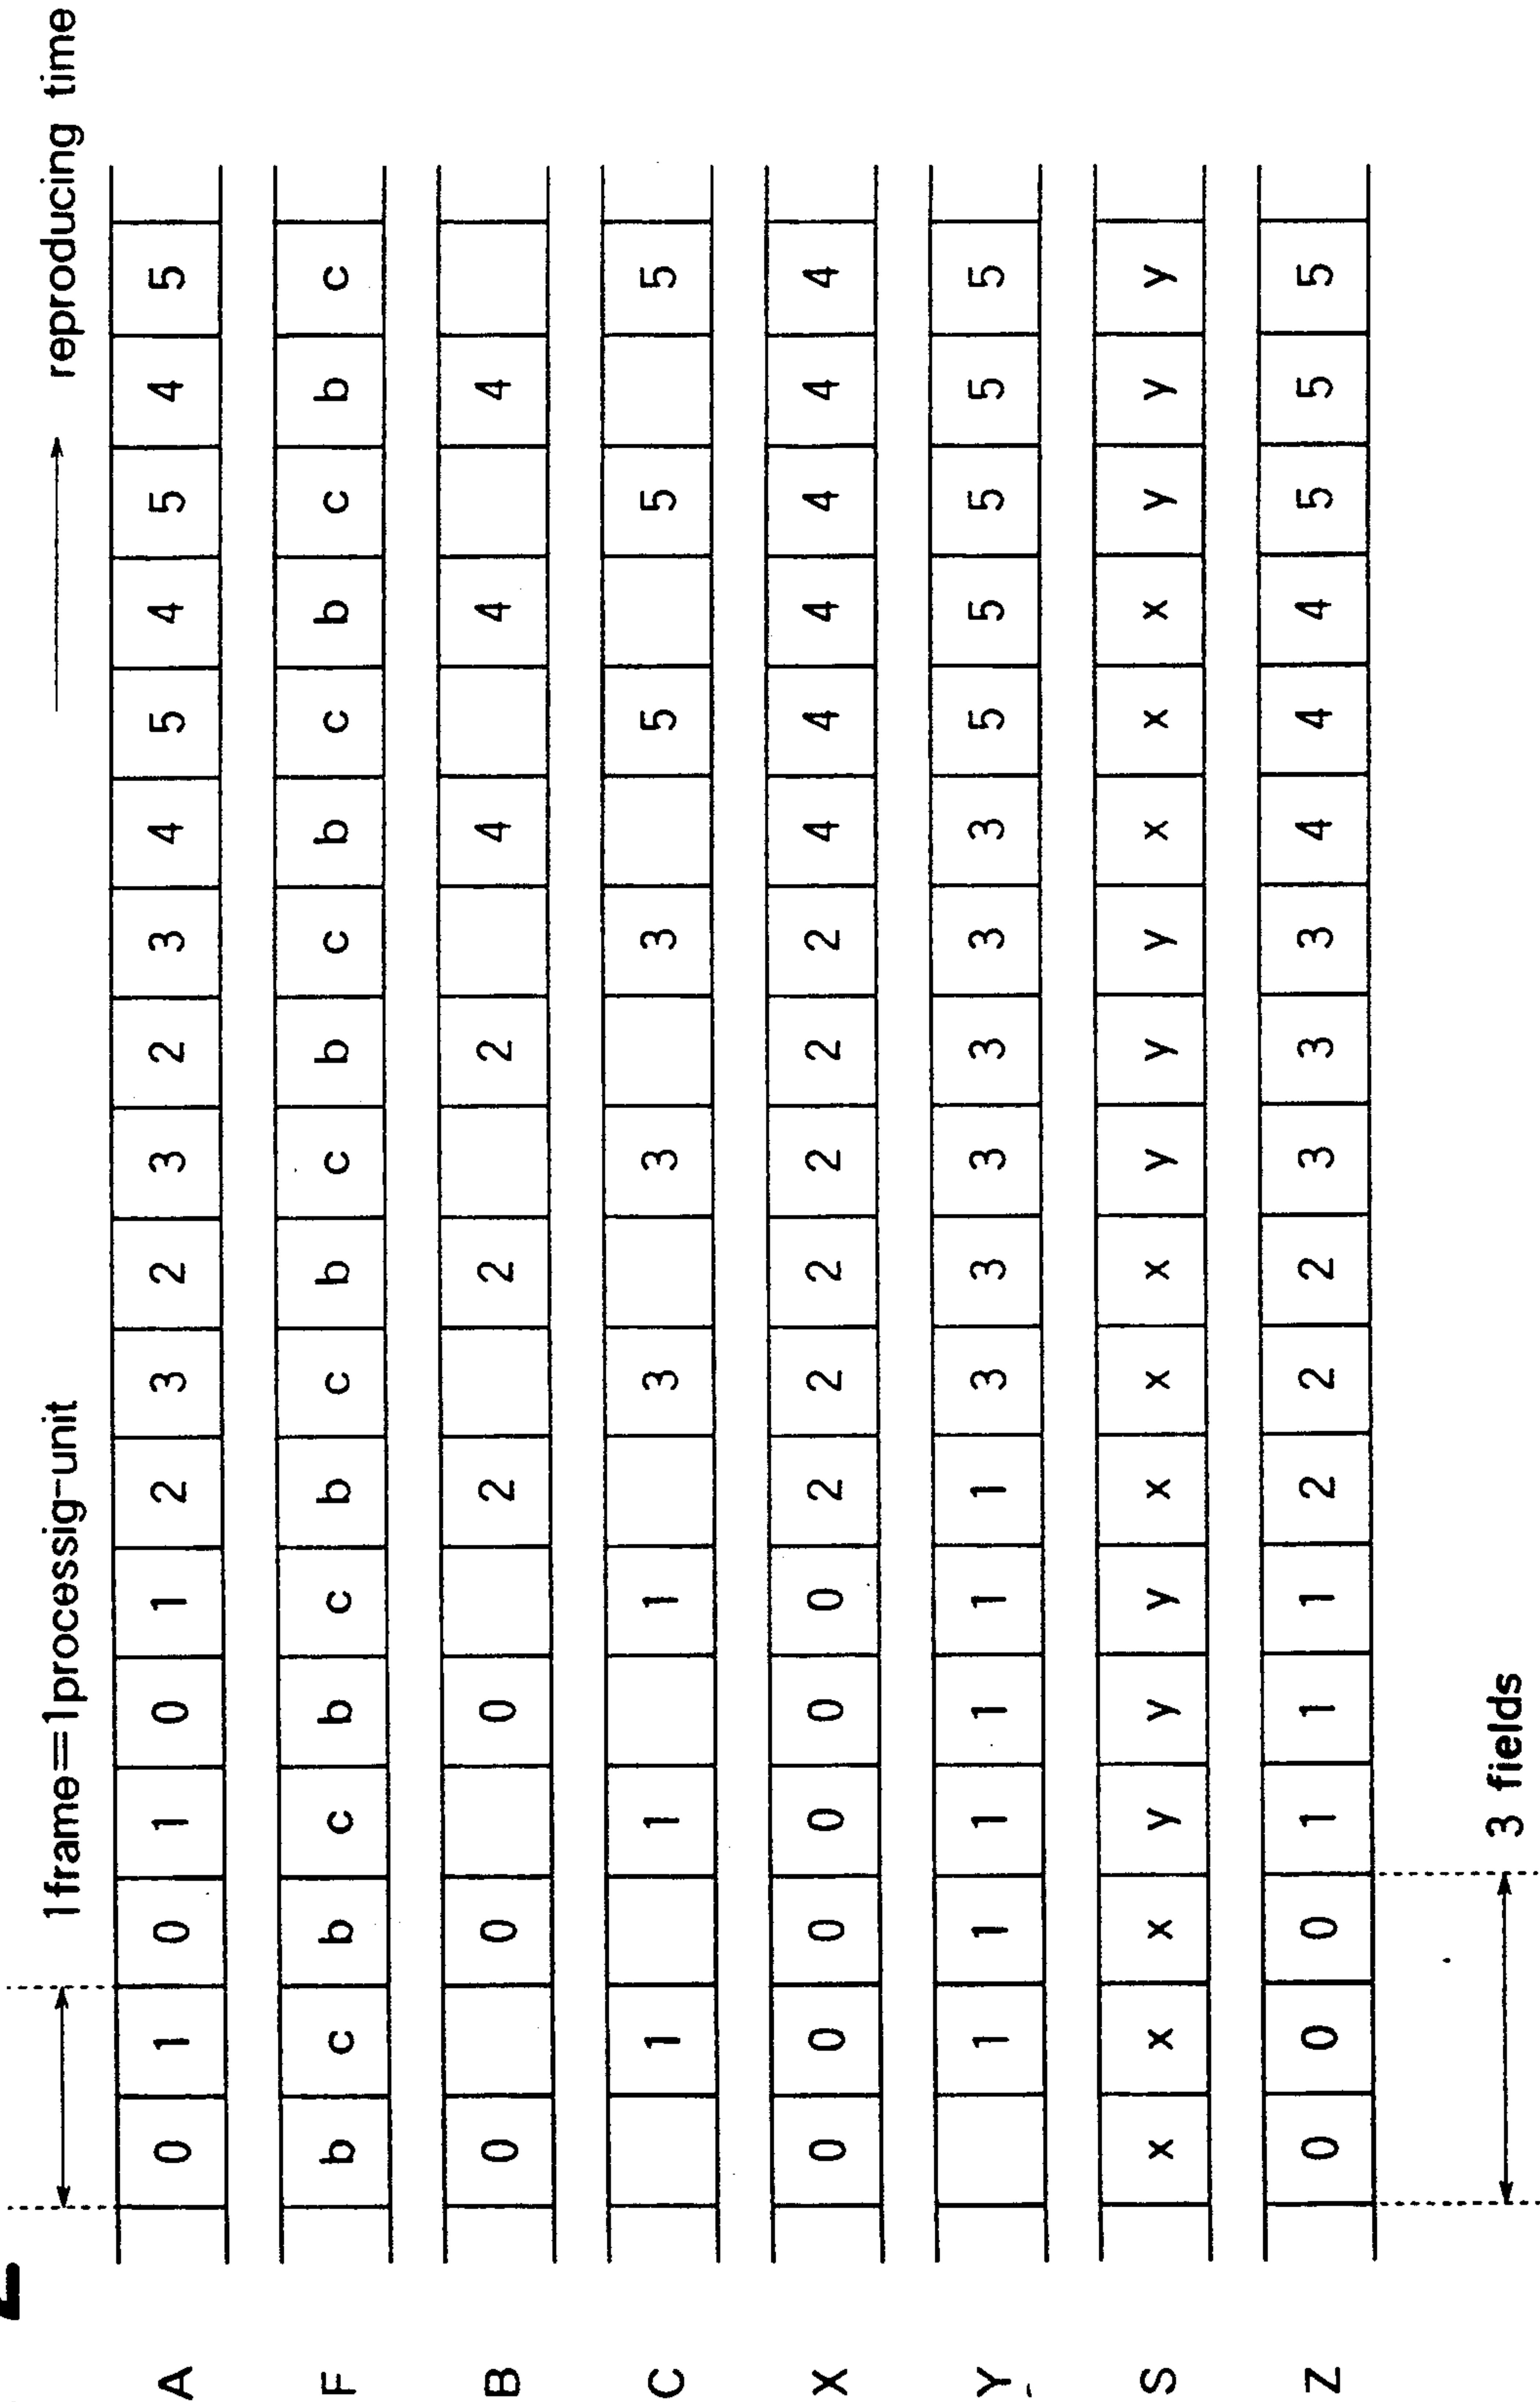 1frame=1processig-unit
reproducing time
A 0 1 0 1 0 1 2 3 2 3 2 3 4 5 4 5 4 5
F b c b c b c b c b c b c b c b c b c
B 0 0 0 2 2 2 4 4 4
C 1 1 1 3 3 3 5 5 5
X 0 0 0 0 0 0 2 2 2 2 2 2 4 4 4 4 4 4
Y 1 1 1 1 1 1 3 3 3 3 3 3 5 5 5 5 5
S x x x y y y x x x y y y x x x y y y
Z 0 0 0 1 1 1 2 2 2 3 3 3 4 4 4 5 5 5
3 fields